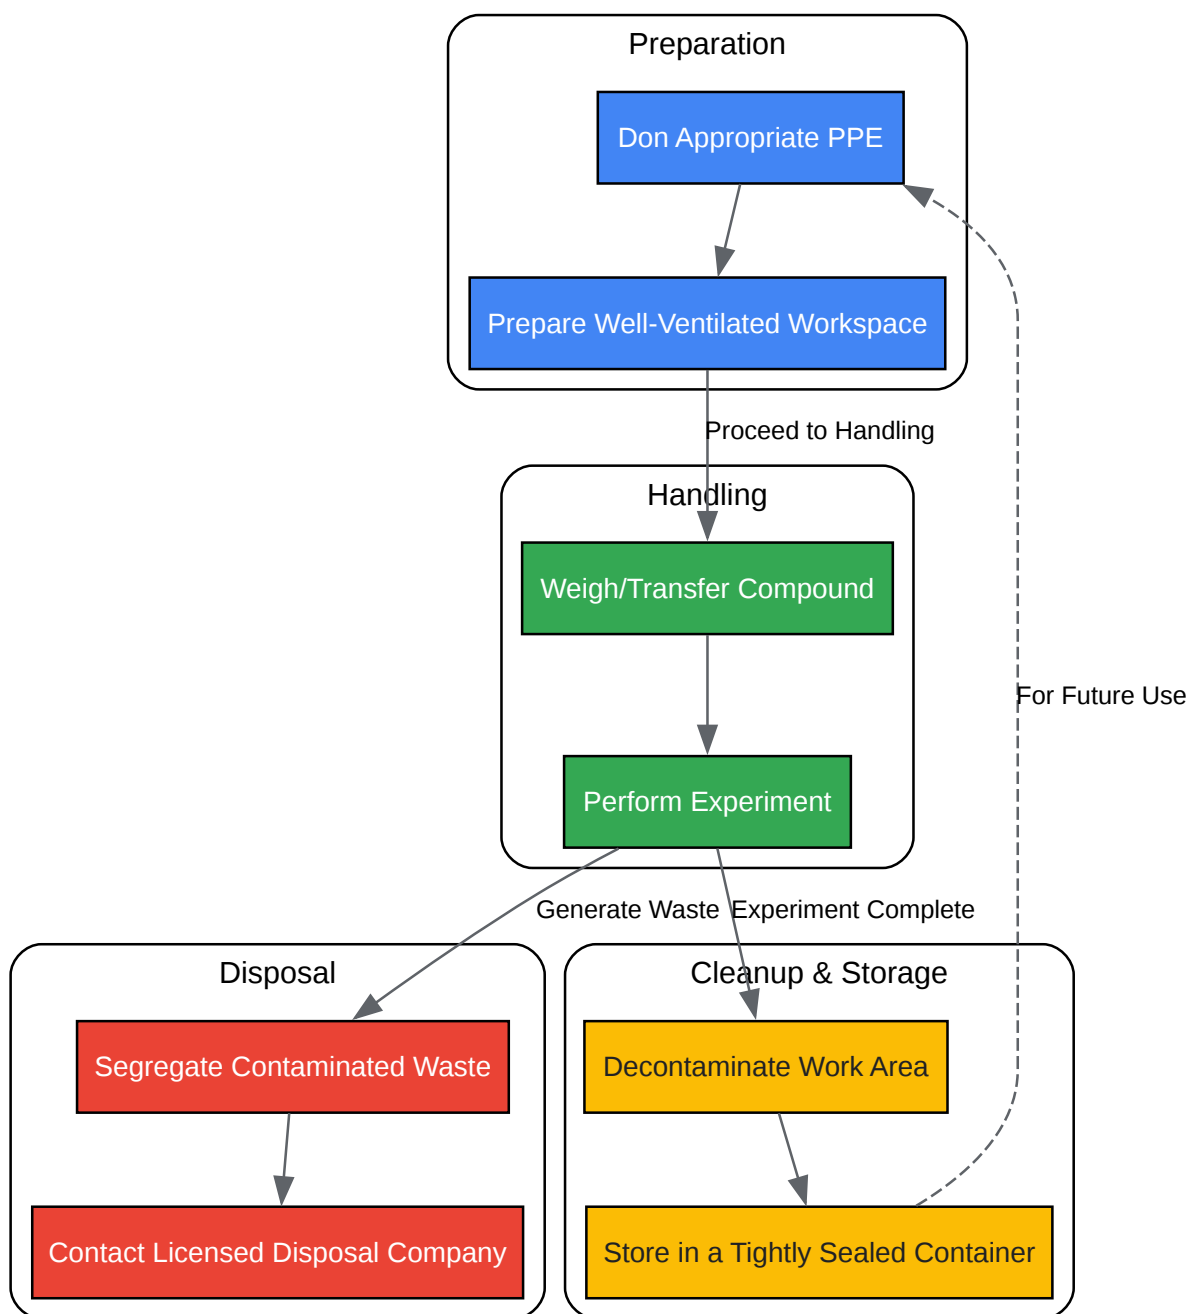 Preparation
Don Appropriate PPE
Prepare Well-Ventilated Workspace
Proceed to Handling
Handling
Weigh/Transfer Compound
For Future Use
Perform Experiment
Generate Waste
Experiment Complete
Disposal
Cleanup & Storage
Segregate Contaminated Waste
Decontaminate Work Area
Contact Licensed Disposal Company
Store in a Tightly Sealed Container